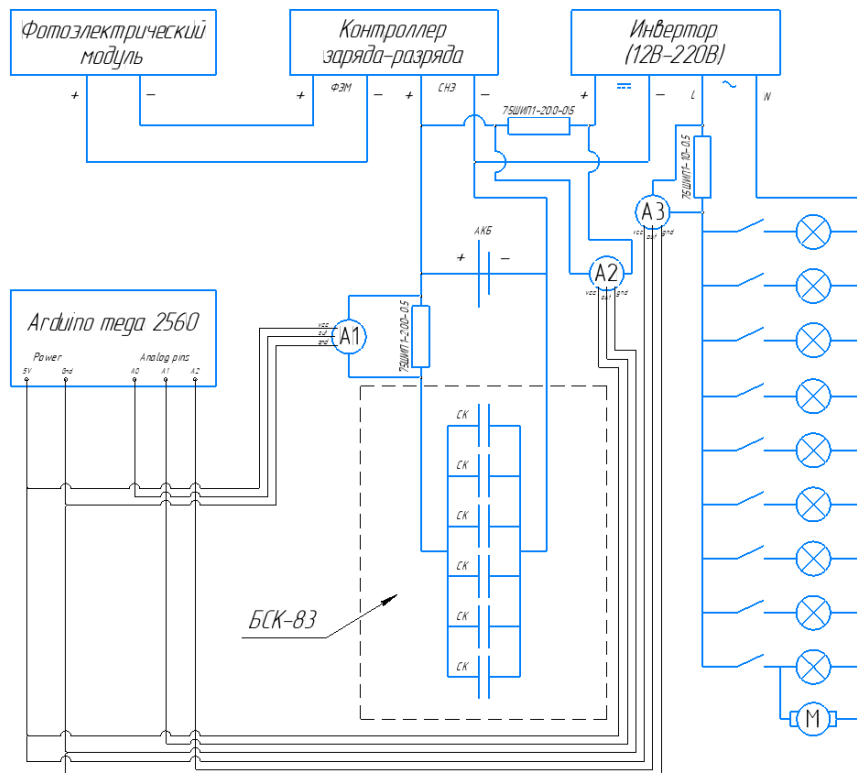 Фотоэлектрический
модуль
Контроллер
заряда-разряда
Инвертор
(12В-220В)
+
−
+
ФЭМ
−
+
СНЭ
−
+
−
L
~
N
75ШИП1-200-0.5
75ШИП1-10-0.5
A3
vcc
out
gnd
АКБ
+
−
A2
vcc
out
gnd
Arduino mega 2560
Power
Analog pins
5V
Gnd
A0
A1
A2
vcc
out
gnd
A1
75ШИП1-200-0.5
СК
СК
СК
СК
СК
СК
БСК-83
М